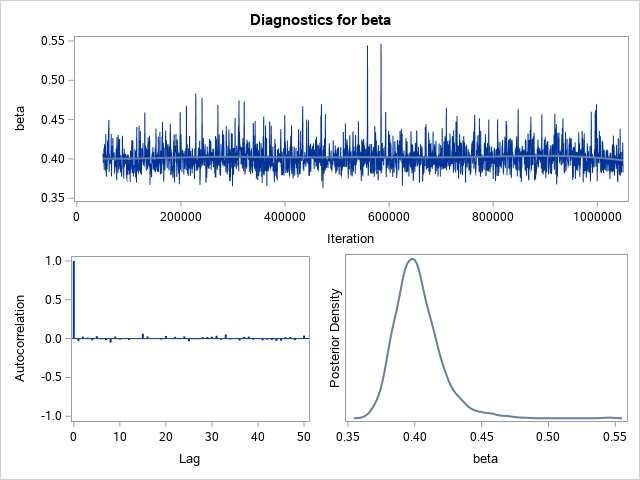 Diagnostics for beta
0.55
0.50
0.45
0.40
0.35
beta
0 200000 400000 600000 800000 1000000
Iteration
1.0
0.5
0.0
-0.5
-1.0
Autocorrelation
0 10 20 30 40 50
Lag
Posterior Density
0.35 0.40 0.45 0.50 0.55
beta